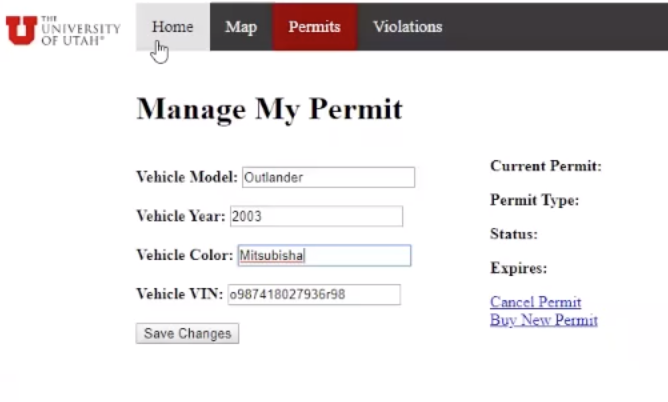 THE
UNIVERSITY
OF UTAH®
Home Map Permits Violations
Manage My Permit
Vehicle Model: Outlander
Vehicle Year: 2003
Vehicle Color: Mitsubisha
Vehicle VIN: o987418027936r98
Save Changes
Current Permit:
Permit Type:
Status:
Expires:
Cancel Permit
Buy New Permit